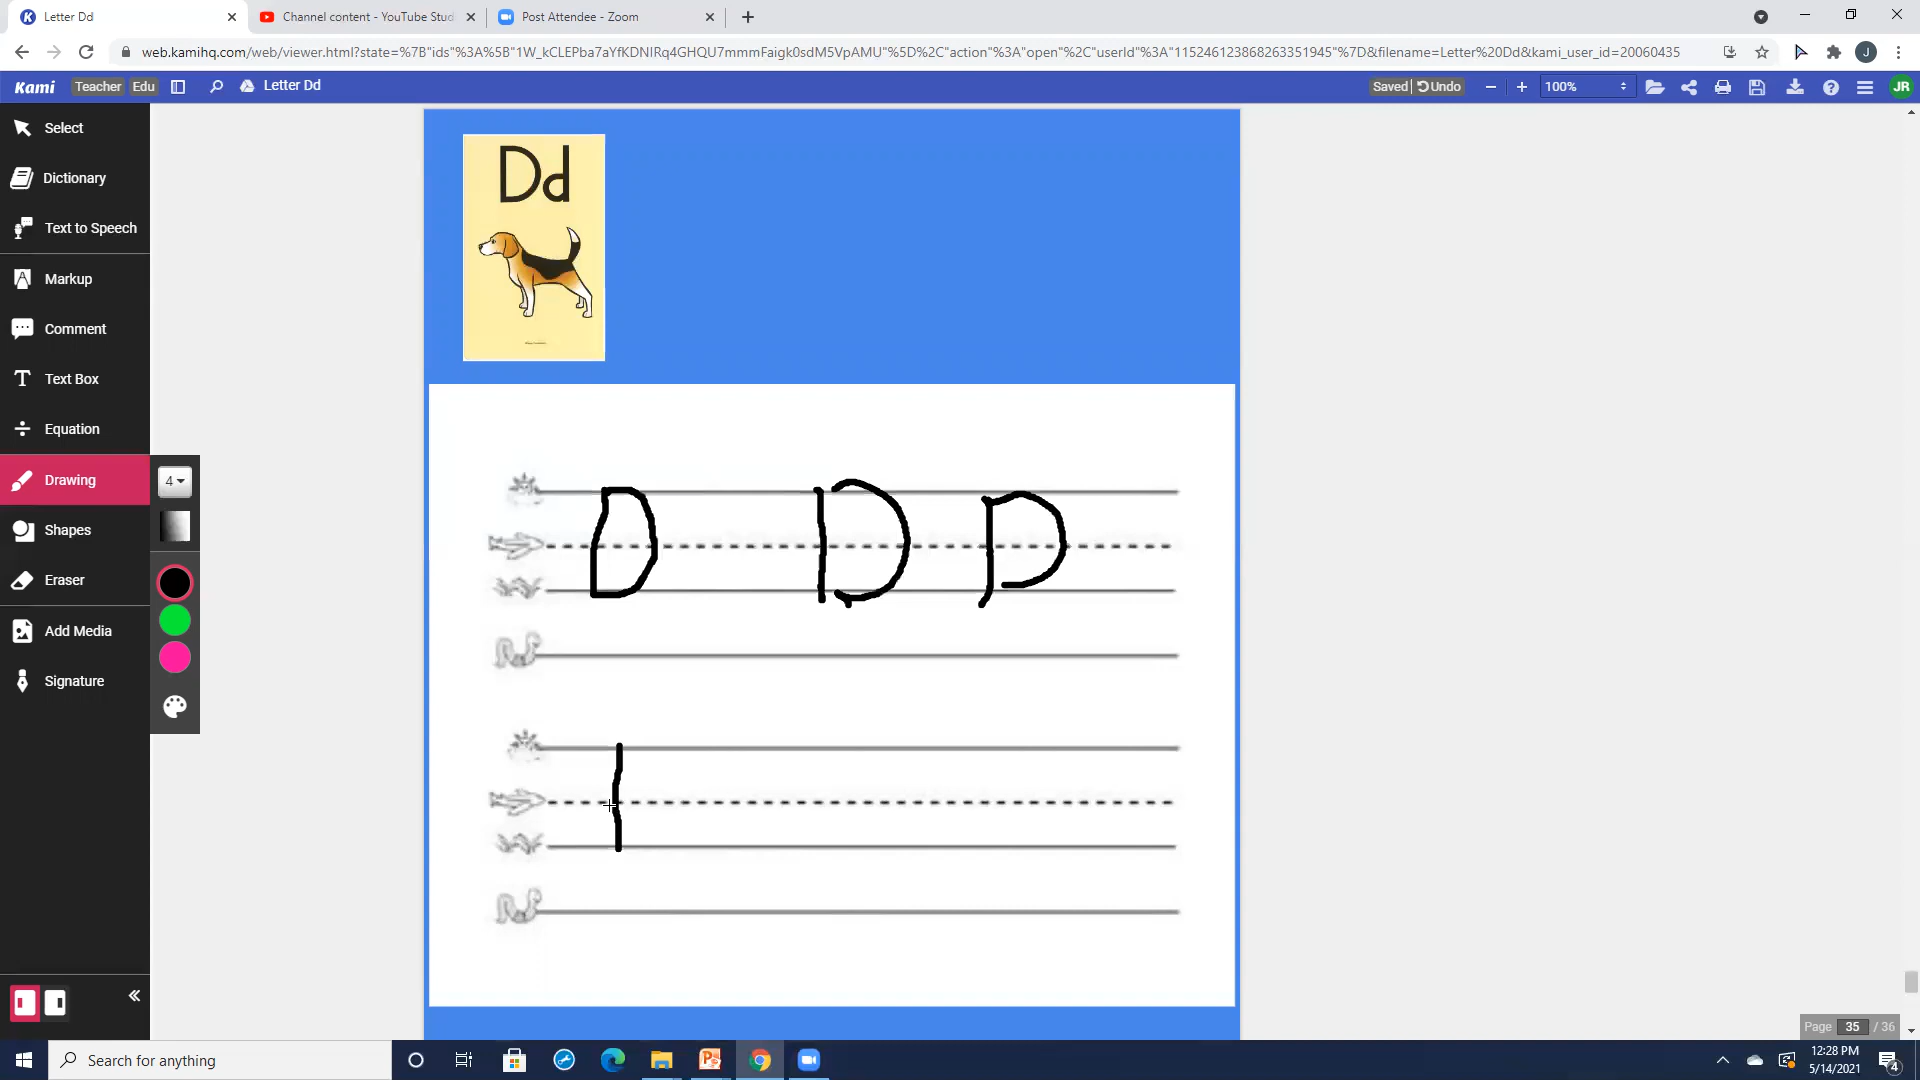 Letter Dd
Channel content - YouTube Stud
Post Attendee - Zoom
web.kamihq.com/web/viewer.html?state=%7B"ids"%3A%5B"1W_kCLEPba7aYfKDNIRq4GHQU7mmmFaigk0sdM5VpAMU"%5D%2C"action"%3A"open"%2C"userId"%3A"115246123868263351945"%7D&filename=Letter%20Dd&kami_user_id=20060435
J
Kami
Teacher
Edu
Letter Dd
Saved
Undo
100%
JR
Select
Dictionary
Text to Speech
Markup
Comment
Text Box
Equation
Drawing
Shapes
Eraser
Add Media
Signature
4
Dd
D D D
Page 35 / 36
Search for anything
12:28 PM
5/14/2021
4